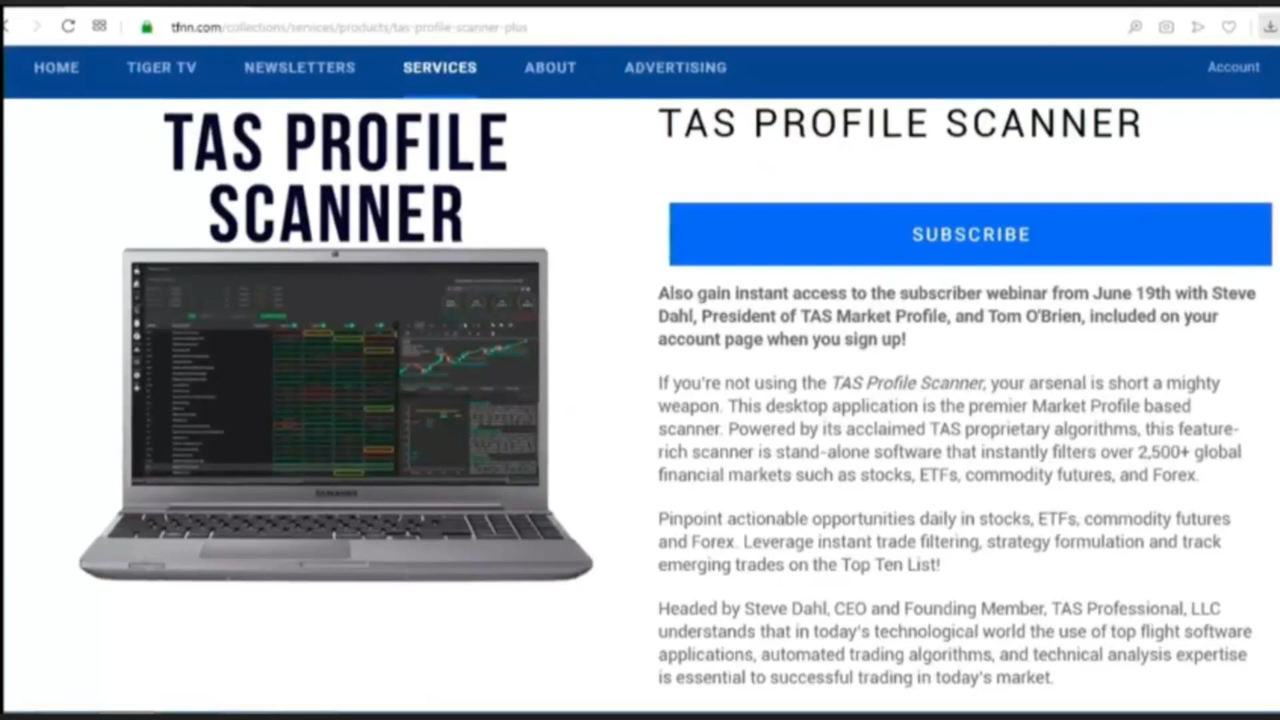 tfnn.com/collections/services/products/tas-profile-scanner-plus
HOME TIGER TV NEWSLETTERS SERVICES ABOUT ADVERTISING Account
TAS PROFILE
SCANNER
TAS PROFILE SCANNER
SUBSCRIBE
Also gain instant access to the subscriber webinar from June 19th with Steve
Dahl, President of TAS Market Profile, and Tom O'Brien, included on your
account page when you sign up!
If you're not using the TAS Profile Scanner, your arsenal is short a mighty
weapon. This desktop application is the premier Market Profile based
scanner. Powered by its acclaimed TAS proprietary algorithms, this feature-
rich scanner is stand-alone software that instantly filters over 2,500+ global
financial markets such as stocks, ETFs, commodity futures, and Forex.
Pinpoint actionable opportunities daily in stocks, ETFs, commodity futures
and Forex. Leverage instant trade filtering, strategy formulation and track
emerging trades on the Top Ten List!
Headed by Steve Dahl, CEO and Founding Member, TAS Professional, LLC
understands that in today's technological world the use of top flight software
applications, automated trading algorithms, and technical analysis expertise
is essential to successful trading in today's market.